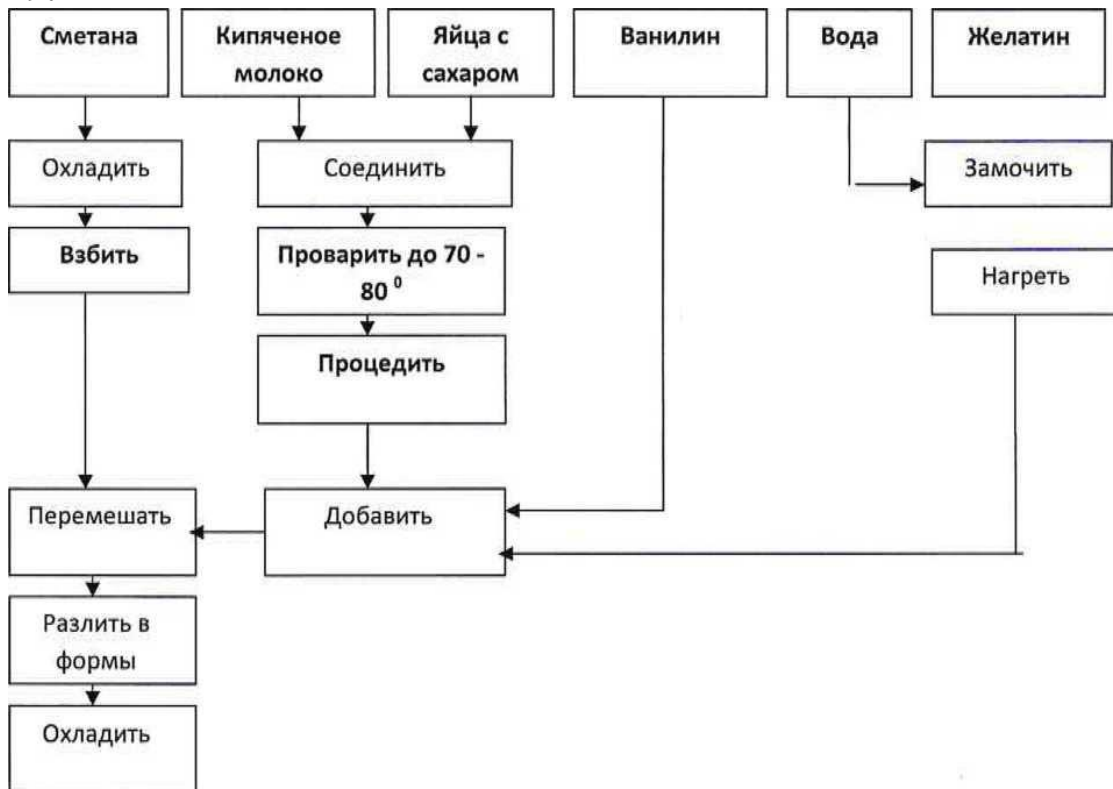 Сметана
Кипяченое
молоко
Яйца с
сахаром
Ванилин
Вода
Желатин
Охладить
Соединить
Замочить
Взбить
Проварить до 70 -
80 ⁰
Нагреть
Процедить
Перемешать
Добавить
Разлить в
формы
Охладить